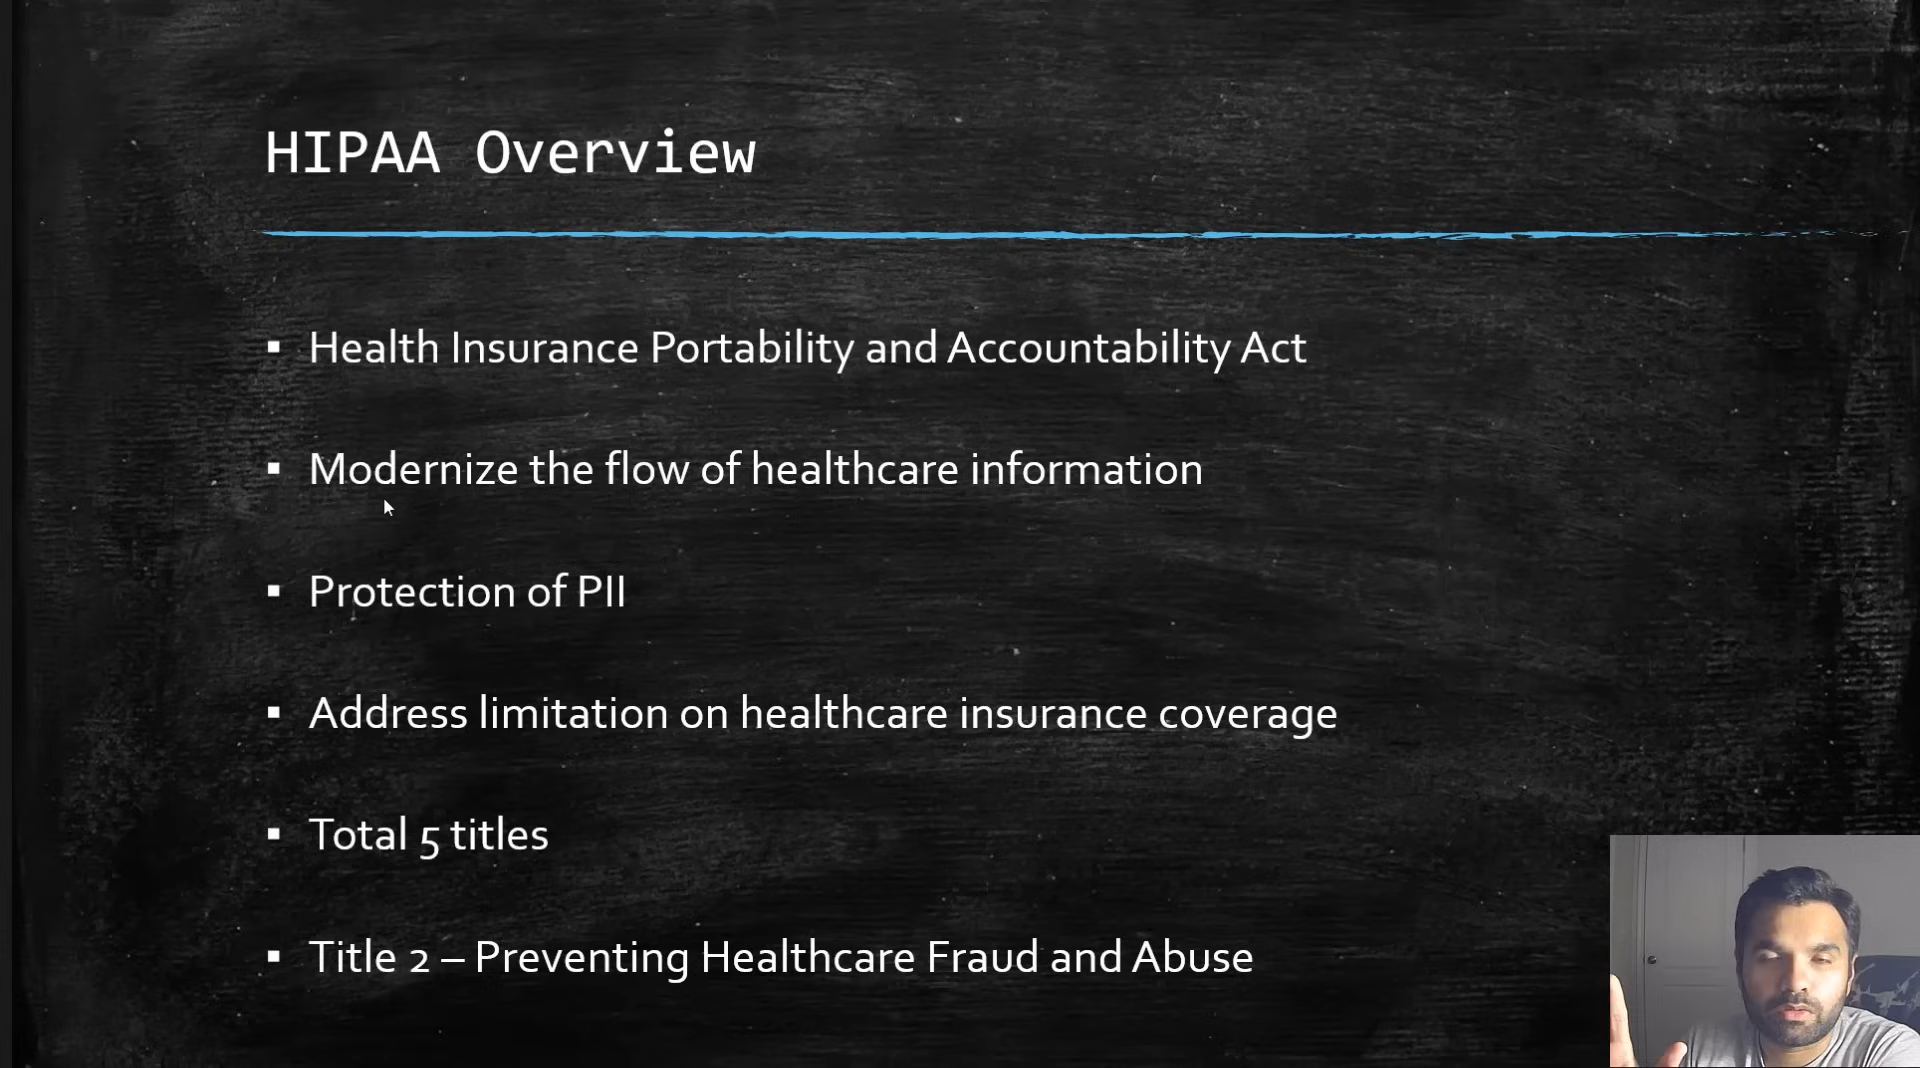 HIPAA Overview
▪ Health Insurance Portability and Accountability Act
▪ Modernize the flow of healthcare information
▪ Protection of PII
▪ Address limitation on healthcare insurance coverage
▪ Total 5 titles
▪ Title 2 – Preventing Healthcare Fraud and Abuse